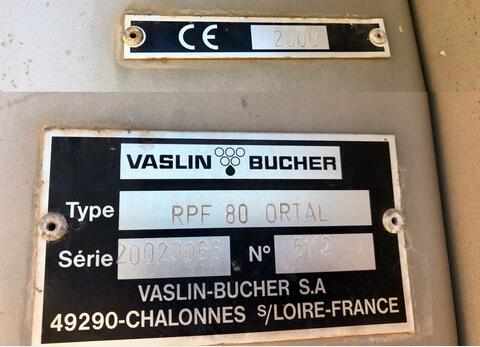 CE 2000
VASLIN BUCHER
Type RPF 80 ORTAL
Série 20020066 N° 5112
VASLIN-BUCHER S.A
49290-CHALONNES S/LOIRE-FRANCE